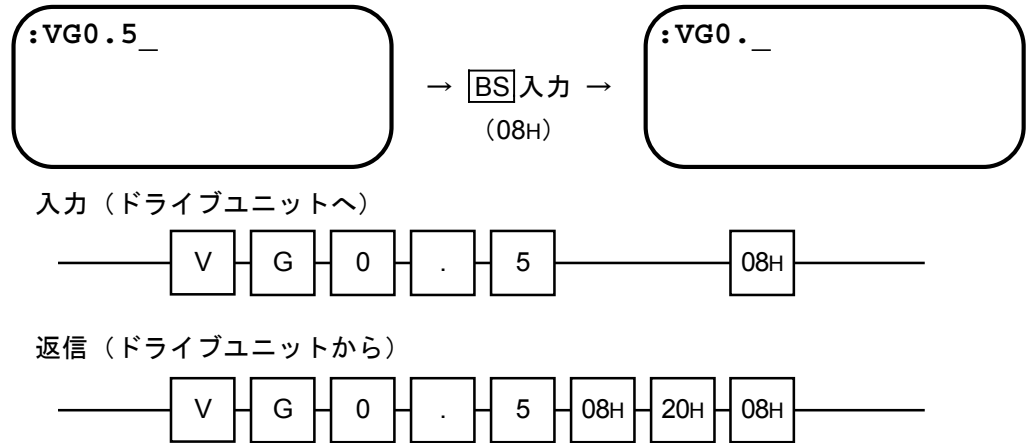 :VG0.5_
→ BS入力 →
(08H)
:VG0._
入力（ドライブユニットへ）
V G 0 . 5 08H
返信（ドライブユニットから）
V G 0 . 5 08H 20H 08H